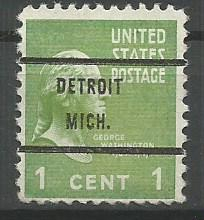 UNITED
STATES
POSTAGE
DETROIT
MICH.
GEORGE
WASHINGTON
1 CENT 1